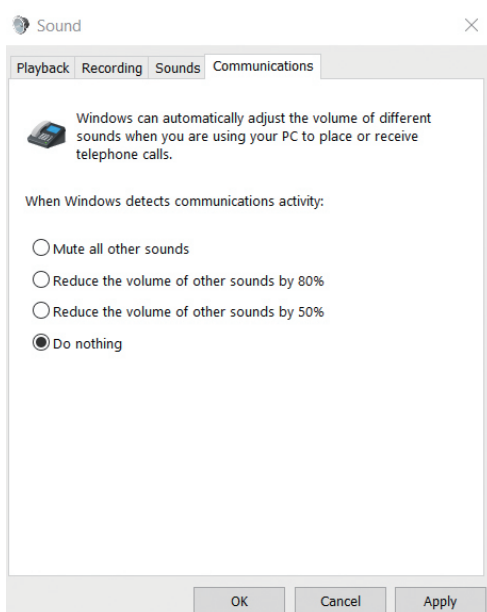 Sound
Playback Recording Sounds Communications
Windows can automatically adjust the volume of different
sounds when you are using your PC to place or receive
telephone calls.
When Windows detects communications activity:
Mute all other sounds
Reduce the volume of other sounds by 80%
Reduce the volume of other sounds by 50%
Do nothing
OK Cancel Apply